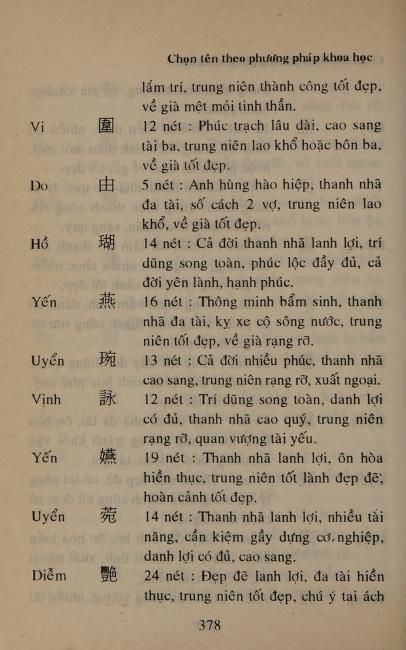 Chọn tên theo phương pháp khoa học
lắm trí, trung niên thành công tốt đẹp,
về già mệt mỏi tinh thần.
Vi 圍 12 nét : Phúc trạch lâu dài, cao sang
tài ba, trung niên lao khổ hoặc bôn ba,
về già tốt đẹp.
Do 由 5 nét : Anh hùng hào hiệp, thanh nhã
đa tài, số cách 2 vợ, trung niên lao
khổ, về già tốt đẹp.
Hồ 瑚 14 nét : Cả đời thanh nhã lanh lợi, trí
dũng song toàn, phúc lộc đầy đủ, cả
đời yên lành, hạnh phúc.
Yến 燕 16 nét : Thông minh bẩm sinh, thanh
nhã đa tài, kỵ xe cộ sông nước, trung
niên tốt đẹp, về già rạng rỡ.
Uyển 琬 13 nét : Cả đời nhiều phúc, thanh nhã
cao sang, trung niên rạng rỡ, xuất ngoại.
Vịnh 詠 12 nét : Trí dũng song toàn, danh lợi
có đủ, thanh nhã cao quý, trung niên
rạng rỡ, quan vượng tài yếu.
Yến 嬿 19 nét : Thanh nhã lanh lợi, ôn hòa
hiền thục, trung niên tốt lành đẹp đẽ,
hoàn cảnh tốt đẹp.
Uyển 菀 14 nét : Thanh nhã lanh lợi, nhiều tài
năng, cần kiệm gầy dựng cơ nghiệp,
danh lợi có đủ, cao sang.
Diễm 艷 24 nét : Đẹp đẽ lanh lợi, đa tài hiền
thục, trung niên tốt đẹp, chú ý tai ách
378